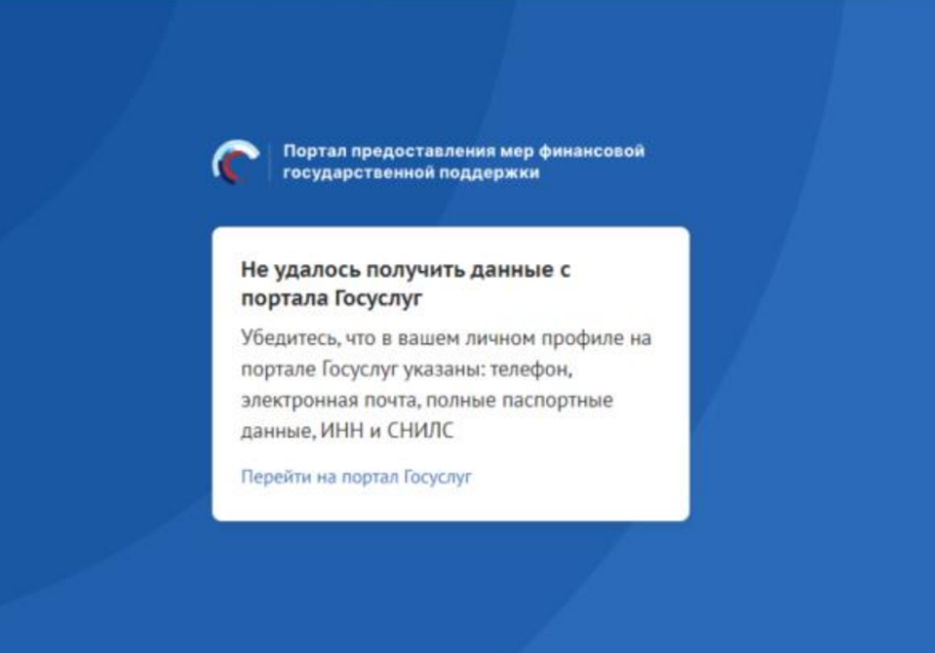 Портал предоставления мер финансовой
государственной поддержки
Не удалось получить данные с
портала Госуслуг
Убедитесь, что в вашем личном профиле на
портале Госуслуг указаны: телефон,
электронная почта, полные паспортные
данные, ИНН и СНИЛС
Перейти на портал Госуслуг